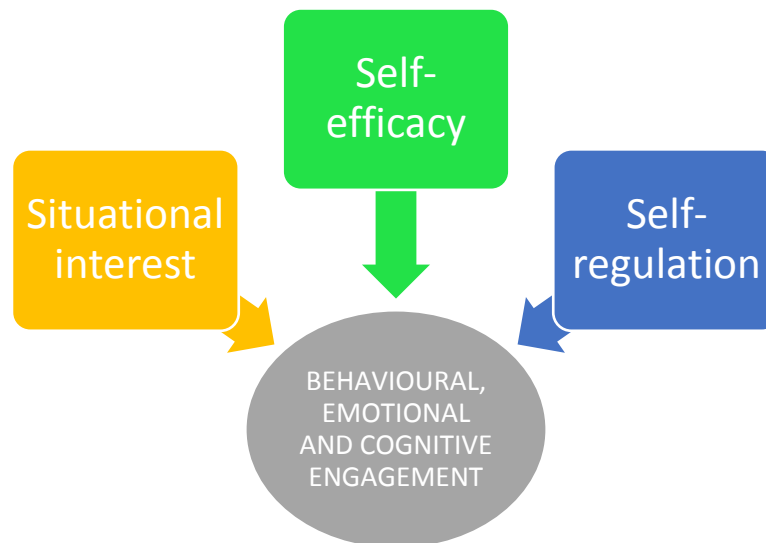 Self-
efficacy
Situational
interest
Self-
regulation
BEHAVIOURAL,
EMOTIONAL
AND COGNITIVE
ENGAGEMENT